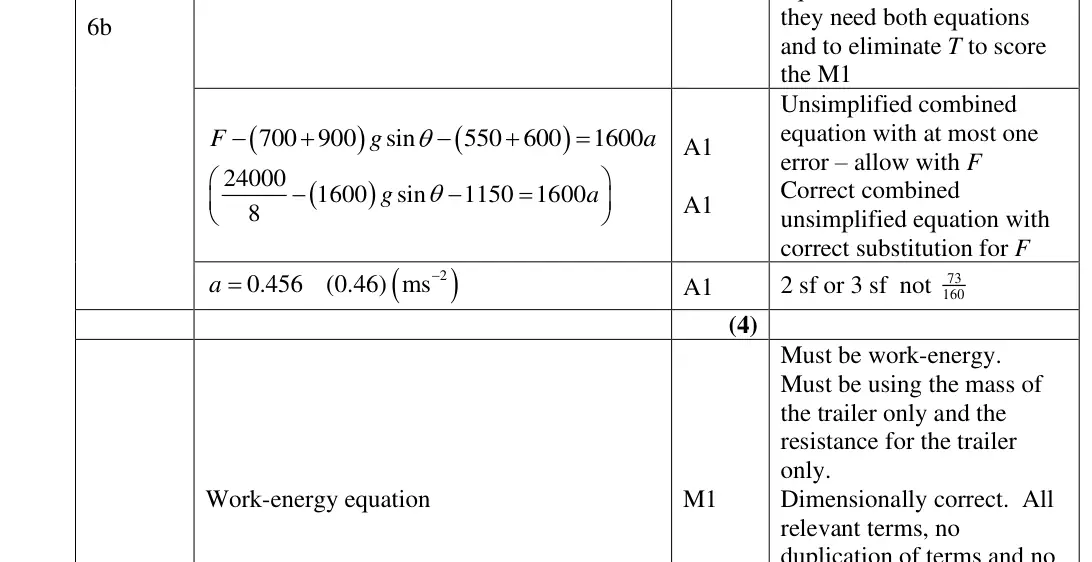 they need both equations
6b
and to eliminate T to score
the M1
F − (700 + 900) g sin θ − (550 + 600) = 1600a
A1
Unsimplified combined
equation with at most one
error – allow with F
(24000/8 − (1600) g sin θ − 1150 = 1600a)
A1
Correct combined
unsimplified equation with
correct substitution for F
a = 0.456 (0.46) (ms⁻²)
A1
2 sf or 3 sf not 73/160
(4)
Work-energy equation
M1
Must be work-energy.
Must be using the mass of
the trailer only and the
resistance for the trailer
only.
Dimensionally correct. All
relevant terms, no
duplication of terms and no